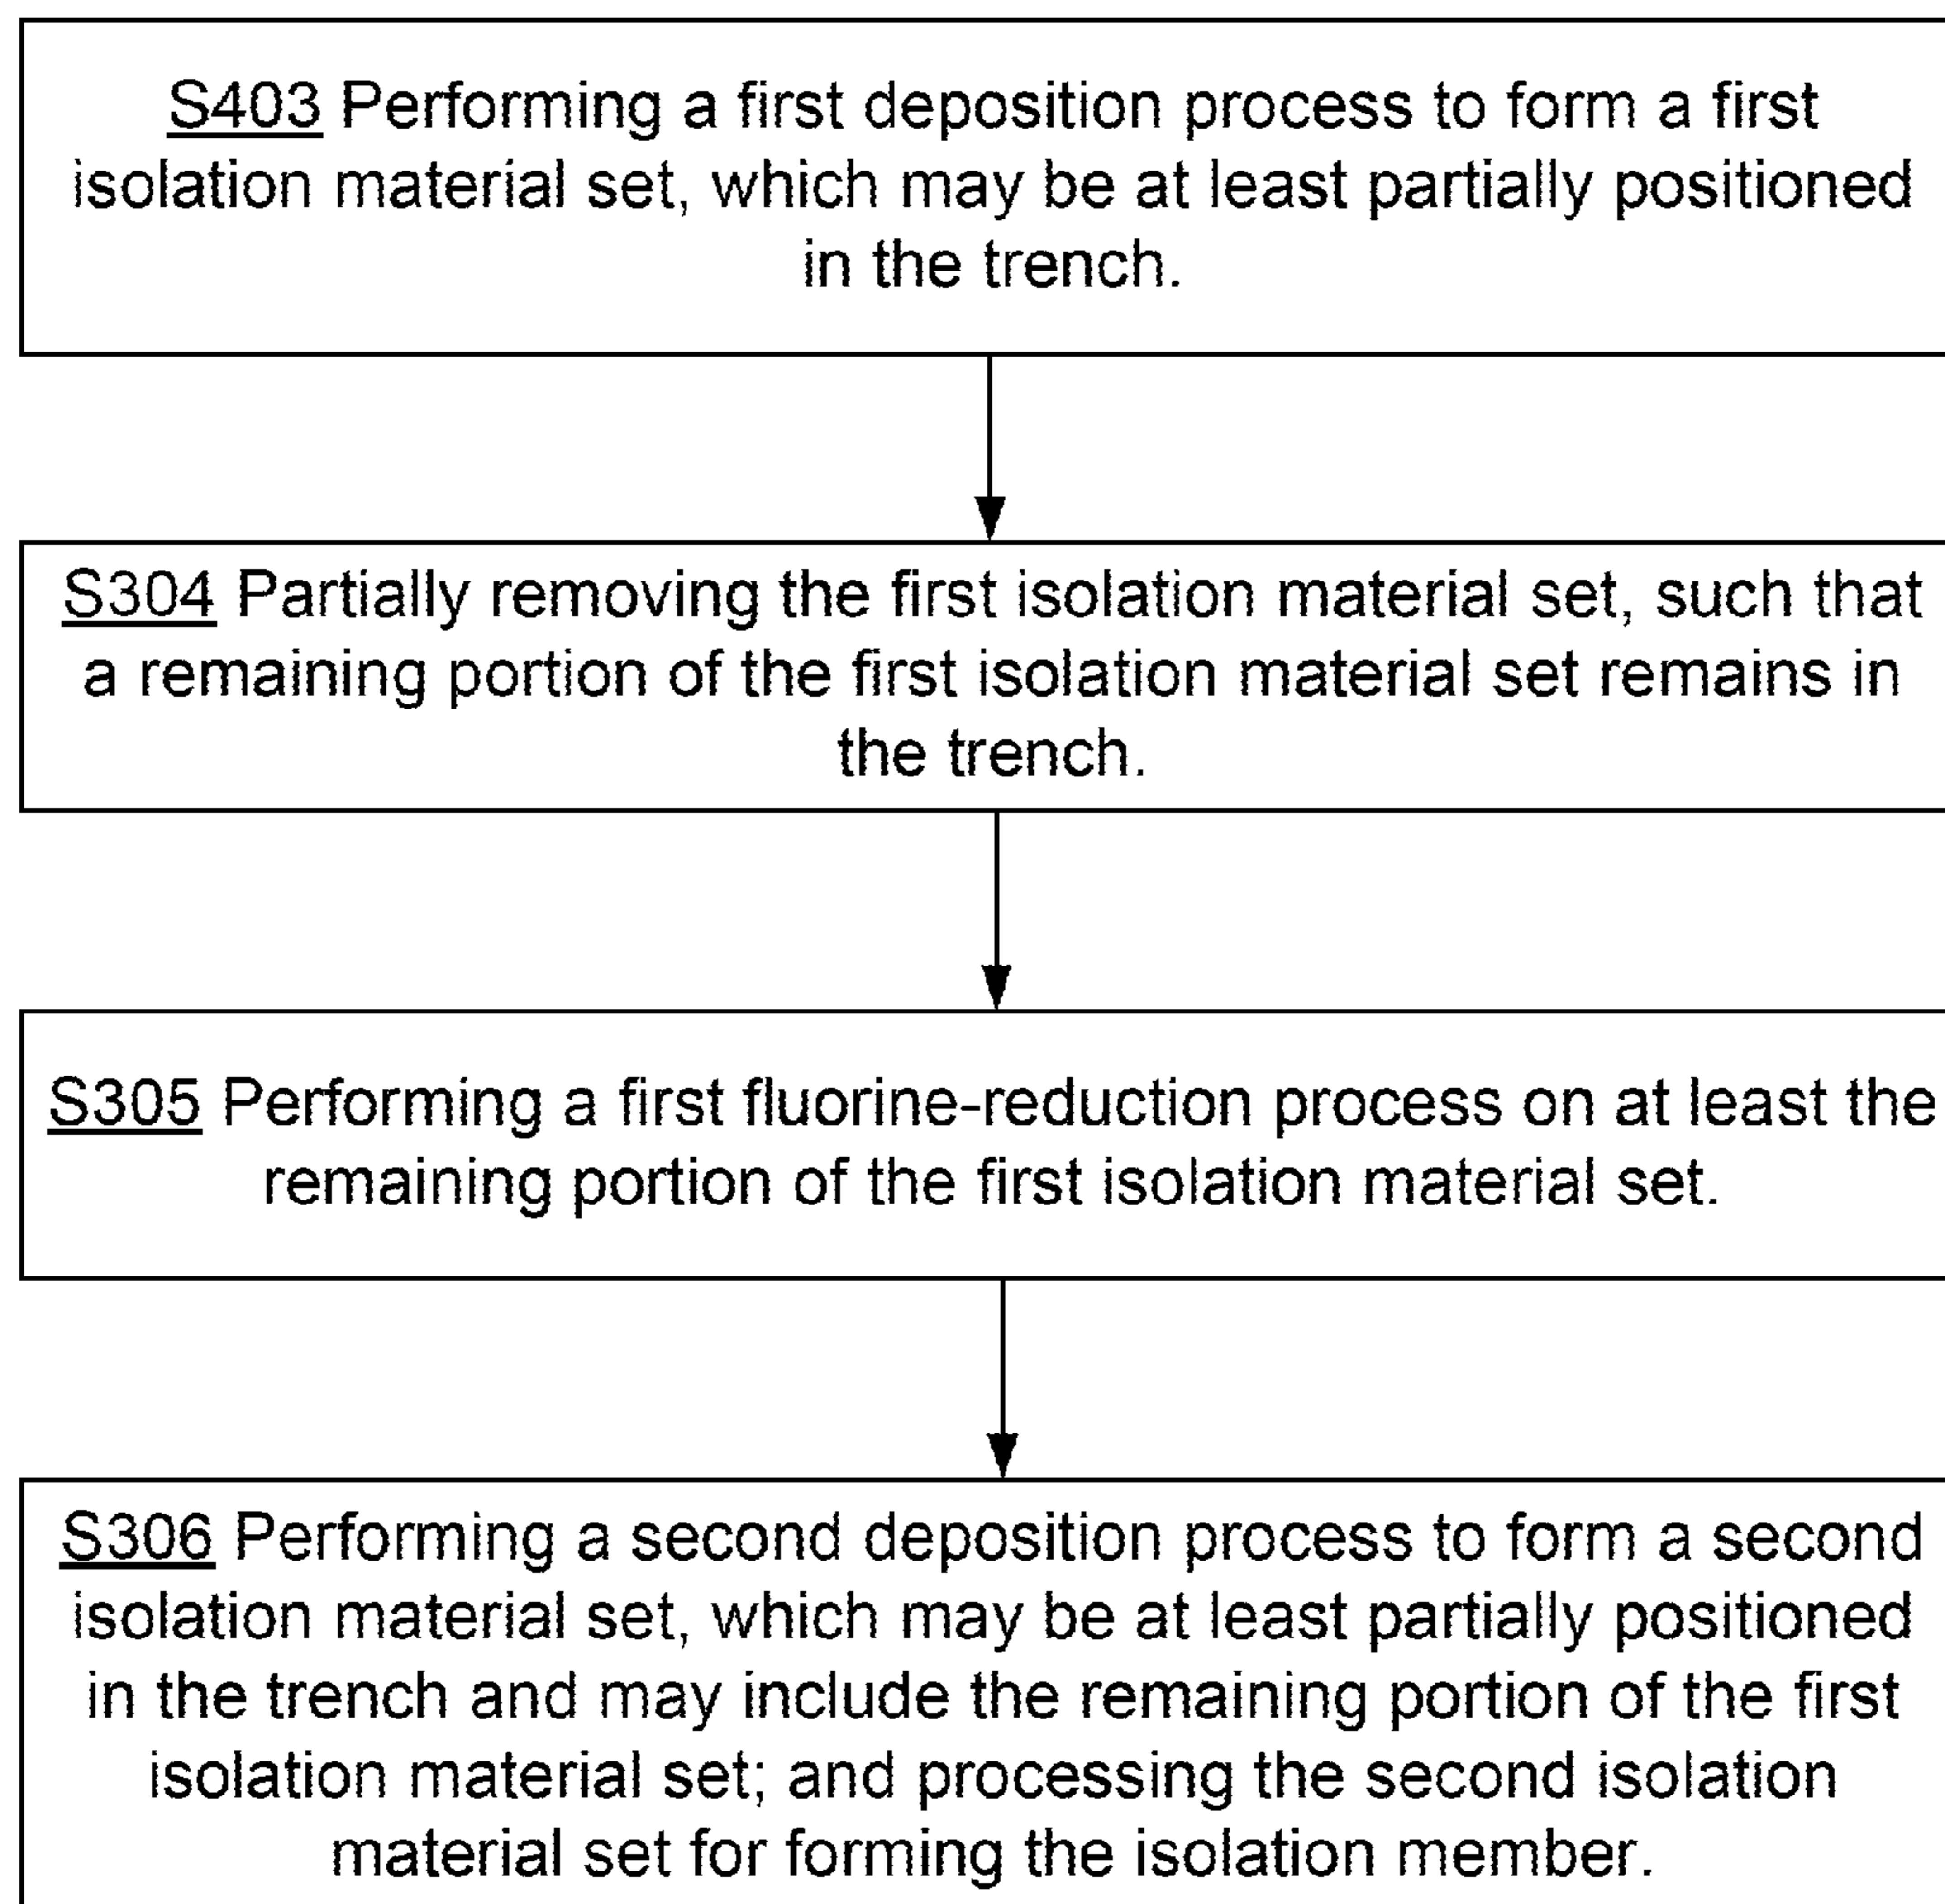 S403 Performing a first deposition process to form a first
isolation material set, which may be at least partially positioned
in the trench.
S304 Partially removing the first isolation material set, such that
a remaining portion of the first isolation material set remains in
the trench.
S305 Performing a first fluorine-reduction process on at least the
remaining portion of the first isolation material set.
S306 Performing a second deposition process to form a second
isolation material set, which may be at least partially positioned
in the trench and may include the remaining portion of the first
isolation material set; and processing the second isolation
material set for forming the isolation member.